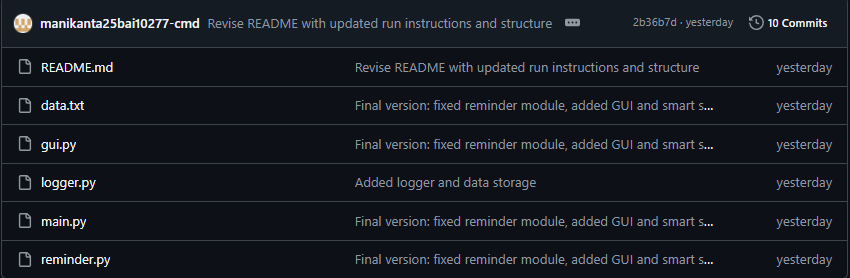 manikanta25bai10277-cmd Revise README with updated run instructions and structure 2b36b7d · yesterday 10 Commits
README.md Revise README with updated run instructions and structure yesterday
data.txt Final version: fixed reminder module, added GUI and smart s... yesterday
gui.py Final version: fixed reminder module, added GUI and smart s... yesterday
logger.py Added logger and data storage yesterday
main.py Final version: fixed reminder module, added GUI and smart s... yesterday
reminder.py Final version: fixed reminder module, added GUI and smart s... yesterday